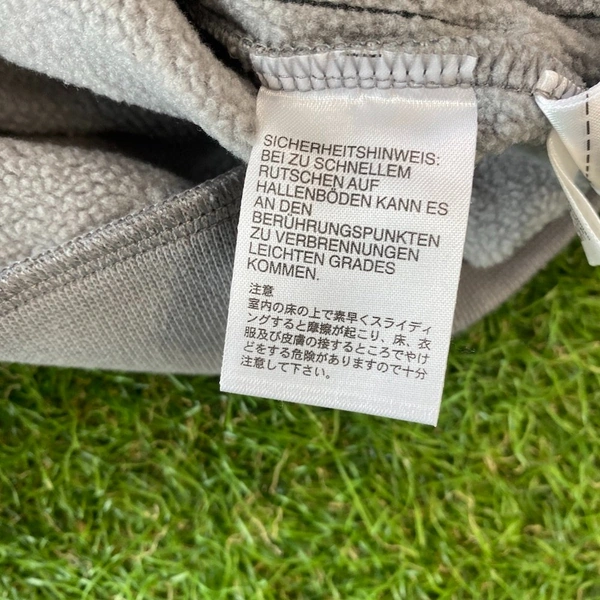 SICHERHEITSHINWEIS:
BEI ZU SCHNELLEM
RUTSCHEN AUF
HALLENBÖDEN KANN ES
AN DEN
BERÜHRUNGSPUNKTEN
ZU VERBRENNUNGEN
LEICHTEN GRADES
KOMMEN.
注意
室内の床の上で素早くスライディ
ングすると摩擦が起こり、床、衣
服及び皮膚の接するところでやけ
どをする危険がありますので十分
注意して下さい。